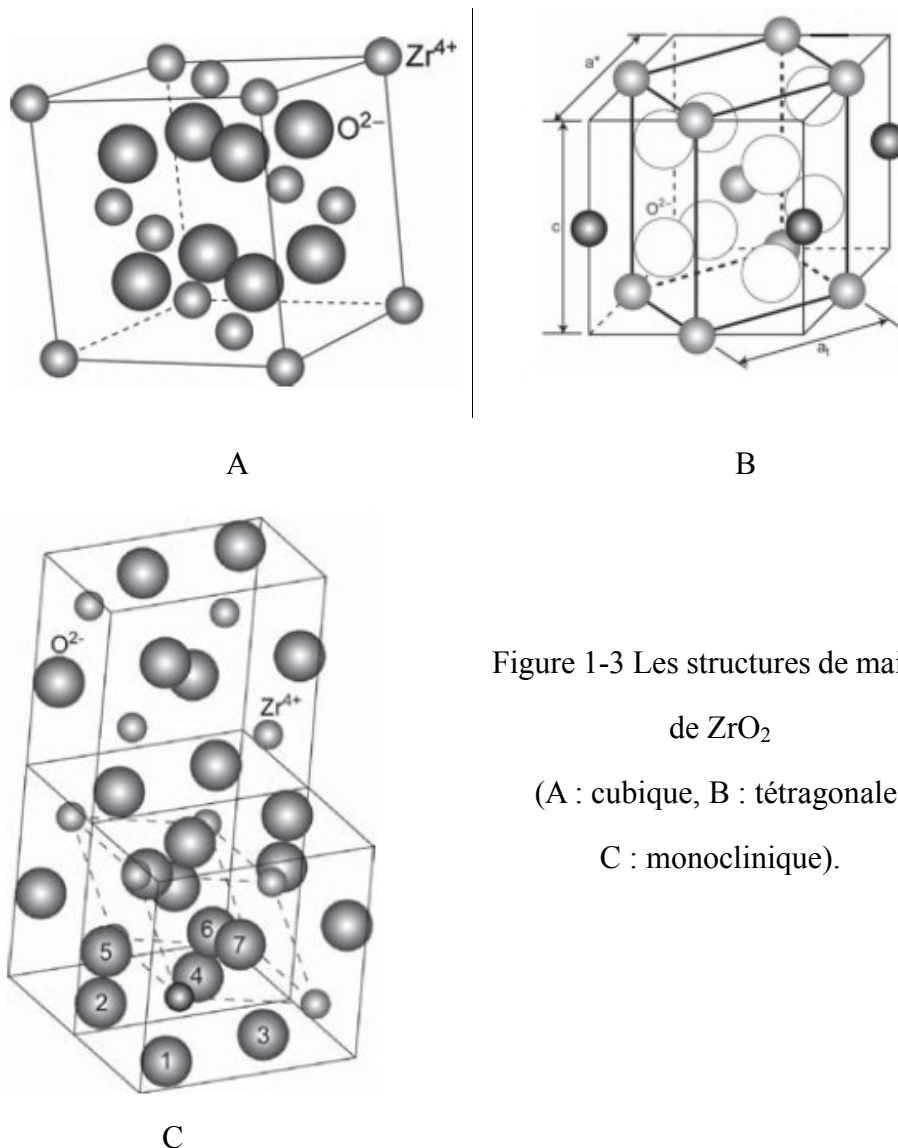 Zr⁴⁺
O²⁻
a*
O²⁻
c
aₜ
A
B
O²⁻
Zr⁴⁺
6
5
7
4
2
3
1
Figure 1-3 Les structures de
de ZrO₂
(A : cubique, B : tétragonale
C : monoclinique).
C